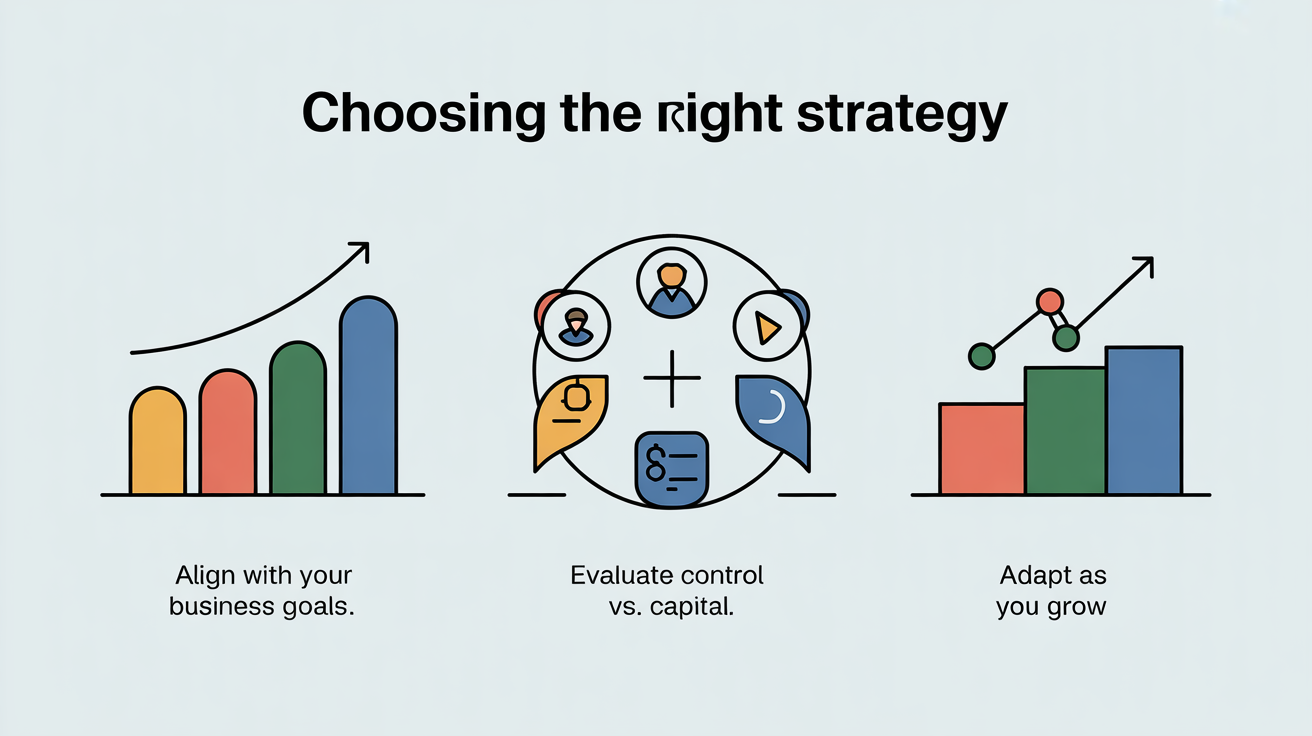 Choosing the right strategy
Align with your
business goals.
Evaluate control
vs. capital.
Adapt as
you grow